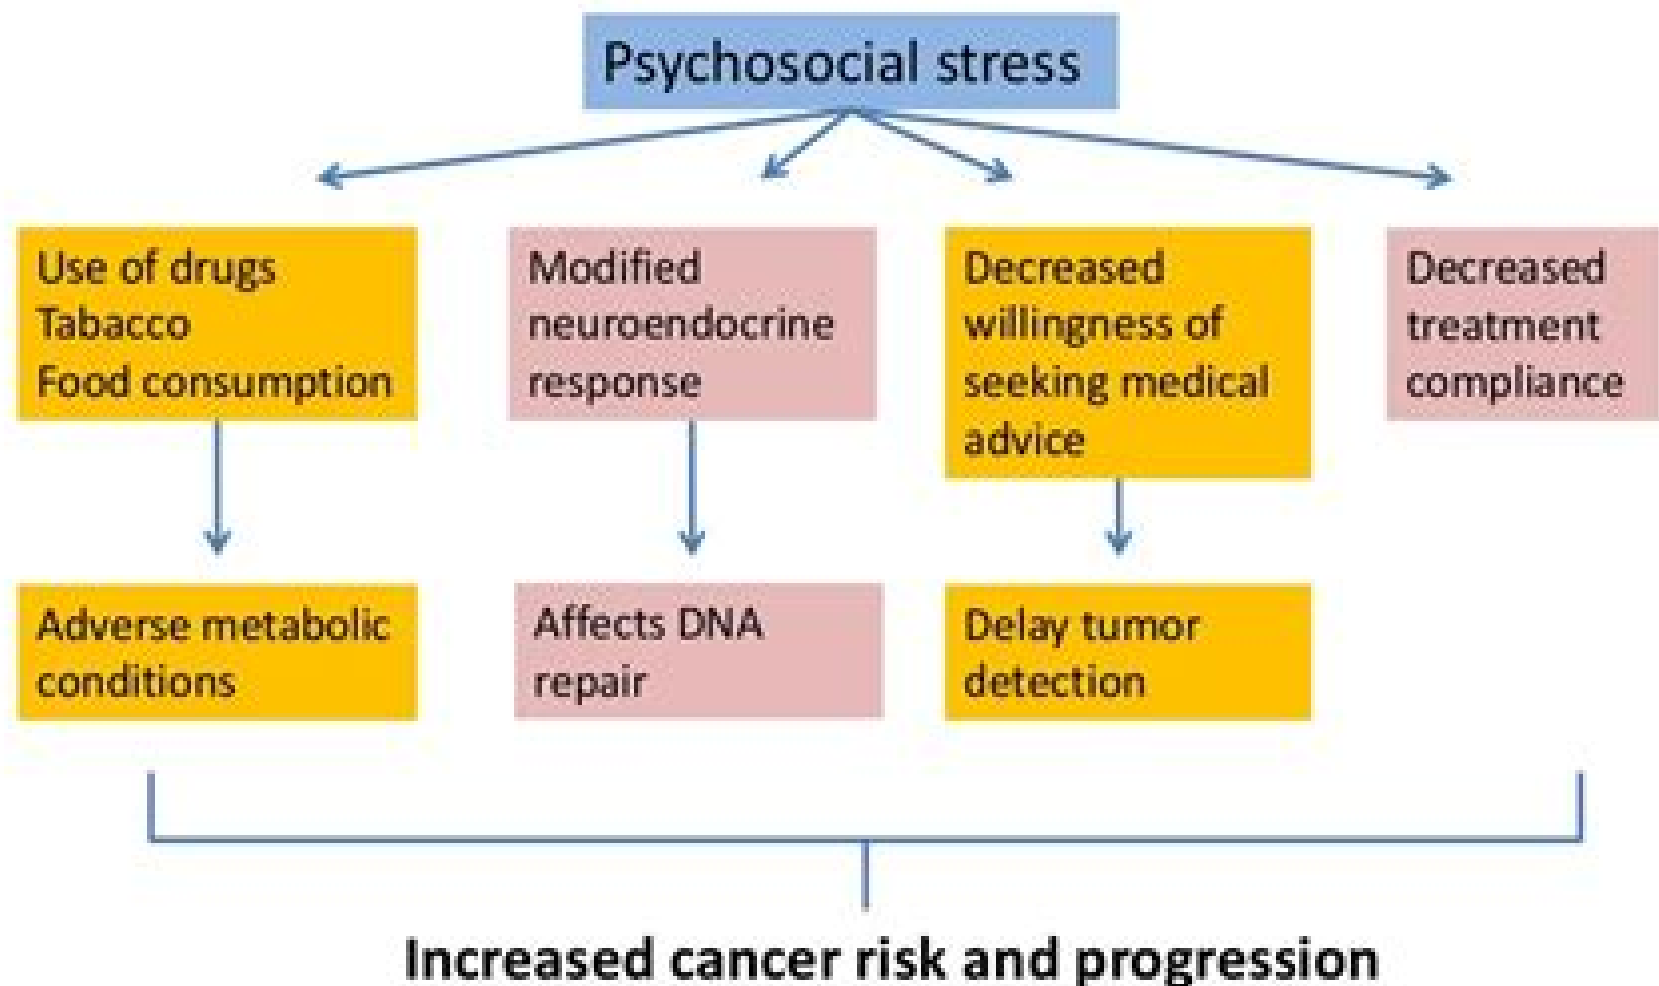 Psychosocial stress
Use of drugs
Tabacco
Food consumption
Modified
neuroendocrine
response
Decreased
willingness of
seeking medical
advice
Decreased
treatment
compliance
Adverse metabolic
conditions
Affects DNA
repair
Delay tumor
detection
Increased cancer risk and progression